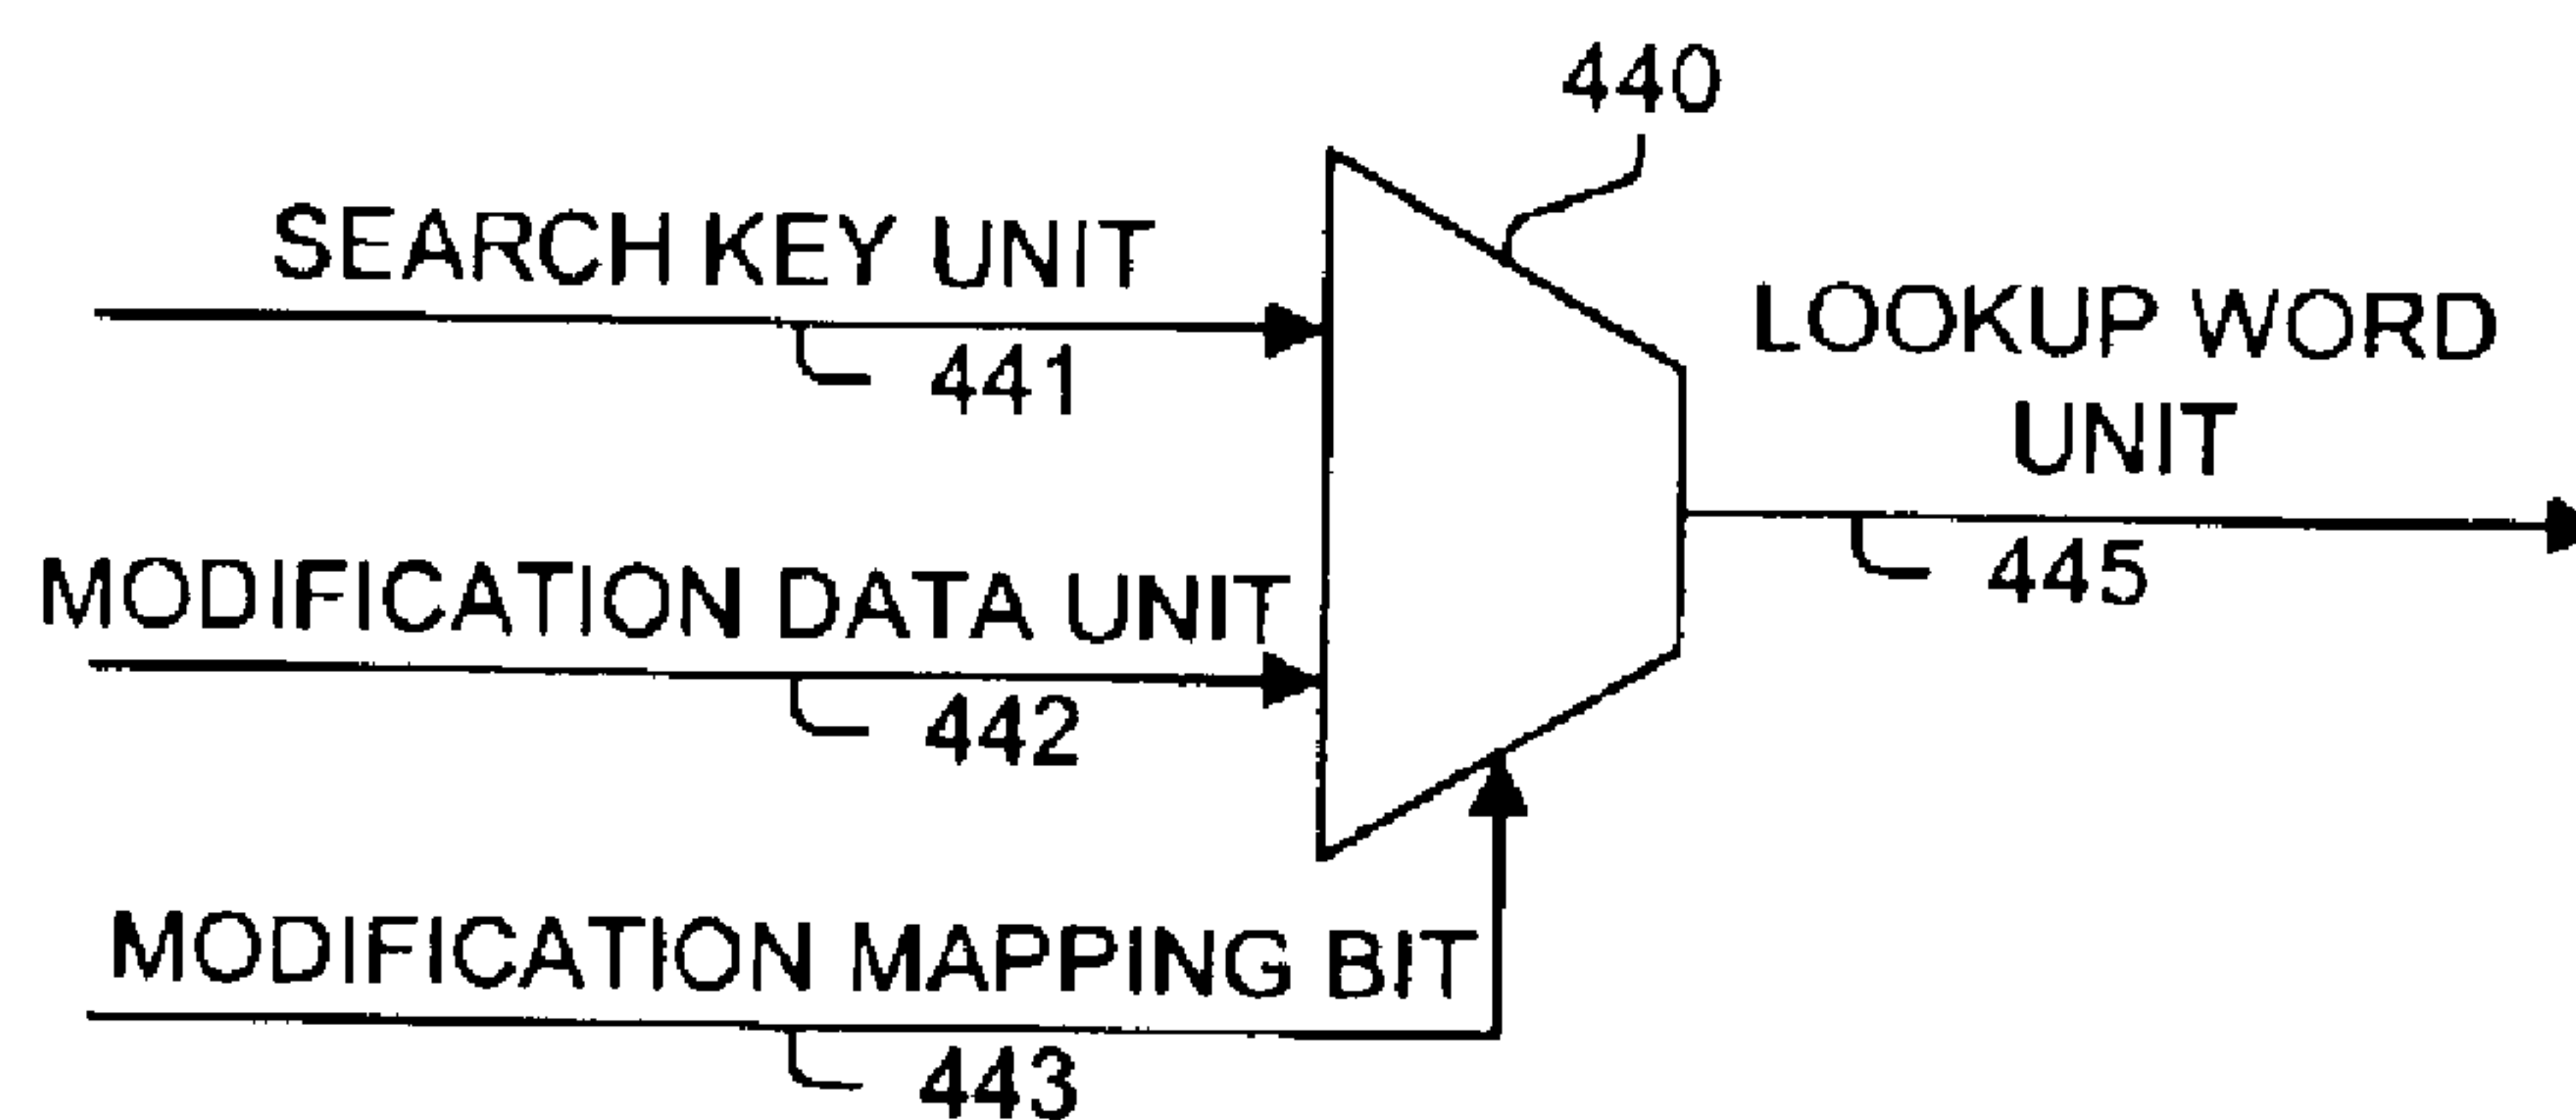 440
SEARCH KEY UNIT
441
LOOKUP WORD
UNIT
445
MODIFICATION DATA UNIT
442
MODIFICATION MAPPING BIT
443